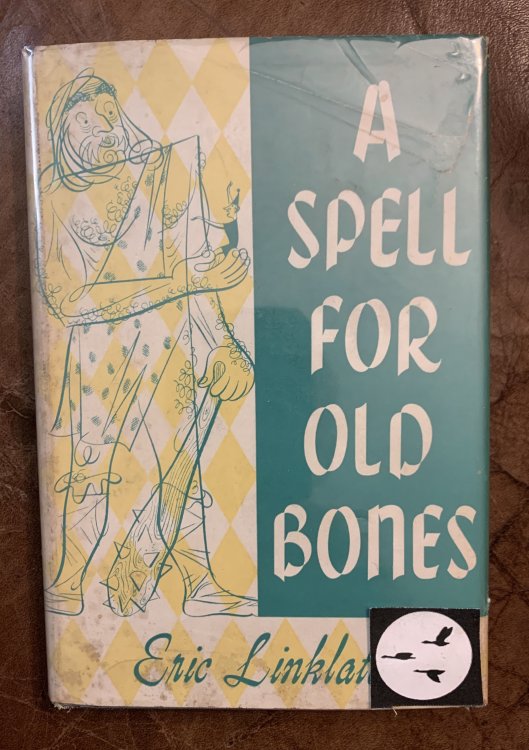 A
SPELL
FOR
OLD
BONES
Eric Linklat